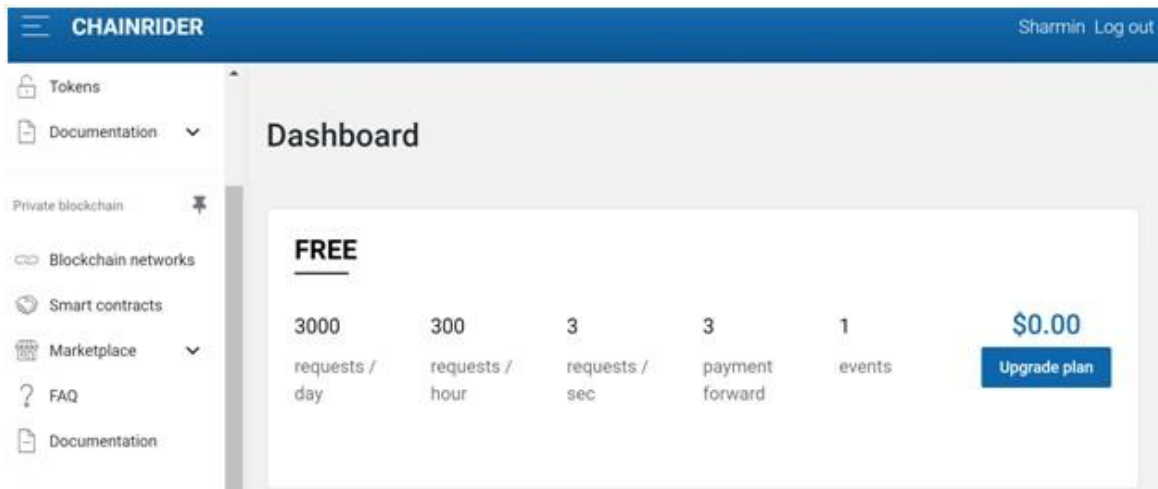 CHAINRIDER
Sharmin Log out
Tokens
Documentation
Dashboard
Private blockchain
Blockchain networks
Smart contracts
Marketplace
FAQ
Documentation
FREE
3000
requests /
day
300
requests /
hour
3
requests /
sec
3
payment
forward
1
events
$0.00
Upgrade plan